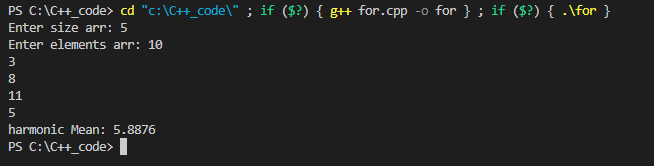 PS C:\C++_code> cd "c:\C++_code\" ; if ($?) { g++ for.cpp -o for } ; if ($?) { .\for }
Enter size arr: 5
Enter elements arr: 10
3
8
11
5
harmonic Mean: 5.8876
PS C:\C++_code>